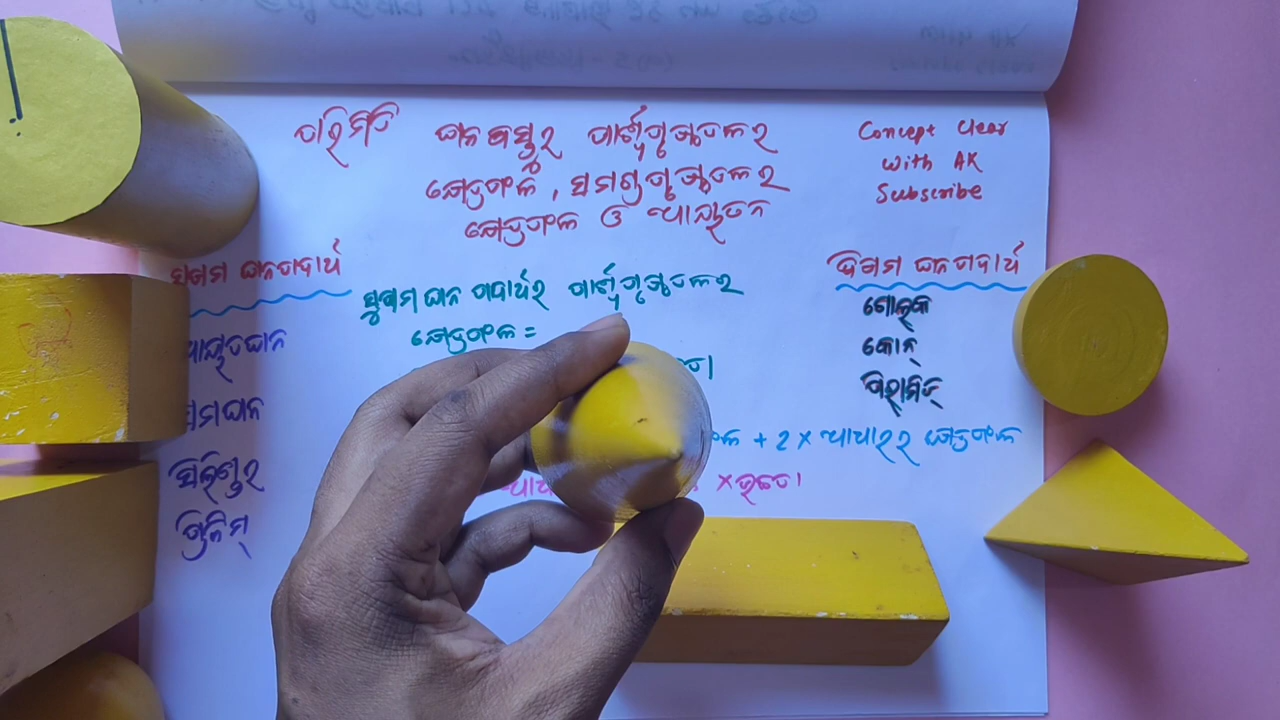 ପରିମିତି
ଘନବସ୍ତୁର ପାର୍ଶ୍ୱପୃଷ୍ଠତଳର
କ୍ଷେତ୍ରଫଳ, ସମଗ୍ରପୃଷ୍ଠତଳର
କ୍ଷେତ୍ରଫଳ ଓ ଆୟତନ
Concept Clear
With AK
Subscribe
ସୁଷମ ଘନପଦାର୍ଥ
ଆୟତଘନ
ସମଘନ
ସିଲିଣ୍ଡର
ପ୍ରିଜିମ୍
ସୁଷମ ଘନ ପଦାର୍ଥର ପାର୍ଶ୍ୱପୃଷ୍ଠତଳର
କ୍ଷେତ୍ରଫଳ =
+ 2 x ଆଧାରର କ୍ଷେତ୍ରଫଳ
x ଉଚ୍ଚତା
ବିଷମ ଘନପଦାର୍ଥ
ଗୋଲକ
କୋନ୍
ପିରାମିଡ୍